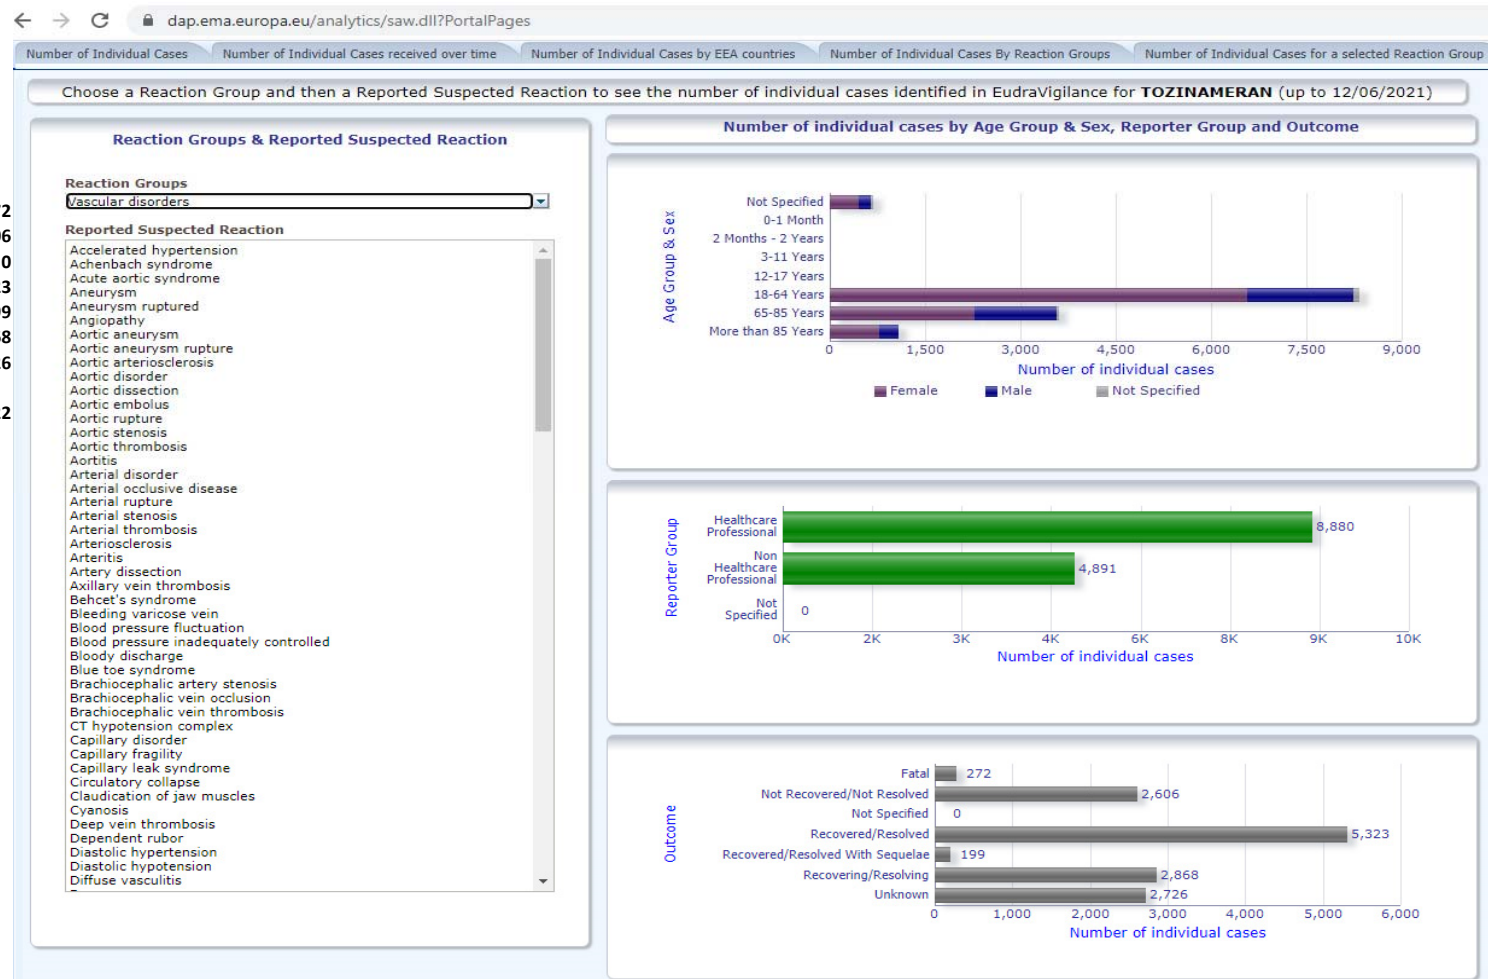 dap.ema.europa.eu/analytics/saw.dll?PortalPages
Number of Individual Cases
Number of Individual Cases received over time
Number of Individual Cases by EEA countries
Number of Individual Cases By Reaction Groups
Number of Individual Cases for a selected Reaction Group
Choose a Reaction Group and then a Reported Suspected Reaction to see the number of individual cases identified in EudraVigilance for TOZINAMERAN (up to 12/06/2021)
Reaction Groups & Reported Suspected Reaction
Reaction Groups
Vascular disorders
Reported Suspected Reaction
Accelerated hypertension
Achenbach syndrome
Acute aortic syndrome
Aneurysm
Aneurysm ruptured
Angiopathy
Aortic aneurysm
Aortic aneurysm rupture
Aortic arteriosclerosis
Aortic disorder
Aortic dissection
Aortic embolus
Aortic rupture
Aortic stenosis
Aortic thrombosis
Aortitis
Arterial disorder
Arterial occlusive disease
Arterial rupture
Arterial stenosis
Arterial thrombosis
Arteriosclerosis
Arteritis
Artery dissection
Axillary vein thrombosis
Behcet's syndrome
Bleeding varicose vein
Blood pressure fluctuation
Blood pressure inadequately controlled
Bloody discharge
Blue toe syndrome
Brachiocephalic artery stenosis
Brachiocephalic vein occlusion
Brachiocephalic vein thrombosis
CT hypotension complex
Capillary disorder
Capillary fragility
Capillary leak syndrome
Circulatory collapse
Claudication of jaw muscles
Cyanosis
Deep vein thrombosis
Dependent rubor
Diastolic hypertension
Diastolic hypotension
Diffuse vasculitis
Number of individual cases by Age Group & Sex, Reporter Group and Outcome
Age Group & Sex
Not Specified
0-1 Month
2 Months - 2 Years
3-11 Years
12-17 Years
18-64 Years
65-85 Years
More than 85 Years
0 1,500 3,000 4,500 6,000 7,500 9,000
Number of individual cases
Female Male Not Specified
Reporter Group
Healthcare
Professional
8,880
Non
Healthcare
Professional
4,891
Not
Specified
0
0K 2K 3K 4K 6K 8K 9K 10K
Number of individual cases
Outcome
Fatal 272
Not Recovered/Not Resolved 2,606
Not Specified 0
Recovered/Resolved 5,323
Recovered/Resolved With Sequelae 199
Recovering/Resolving 2,868
Unknown 2,726
0 1,000 2,000 3,000 4,000 5,000 6,000
Number of individual cases